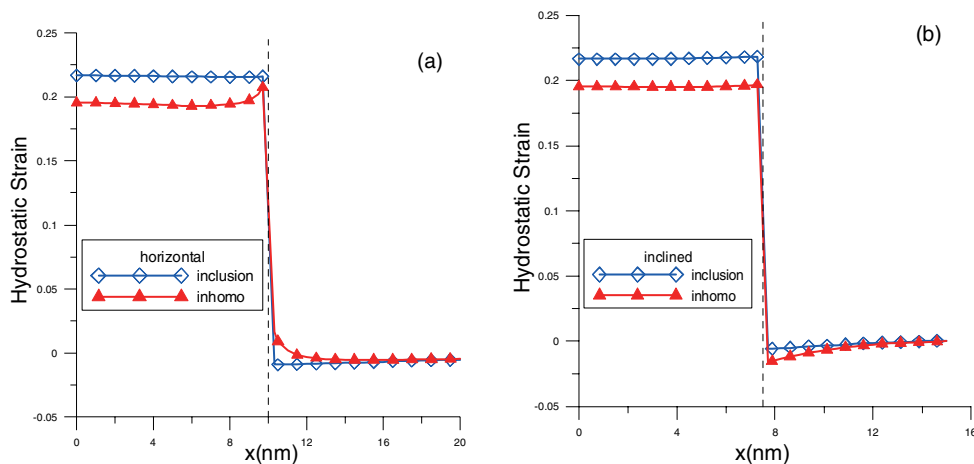 (a)
Hydrostatic Strain
0.25
0.2
0.15
0.1
0.05
0
-0.05
horizontal
inclusion
inhomo
0 4 8 12 16 20
x(nm)
(b)
Hydrostatic Strain
0.25
0.2
0.15
0.1
0.05
0
-0.05
inclined
inclusion
inhomo
0 4 8 12 16
x(nm)